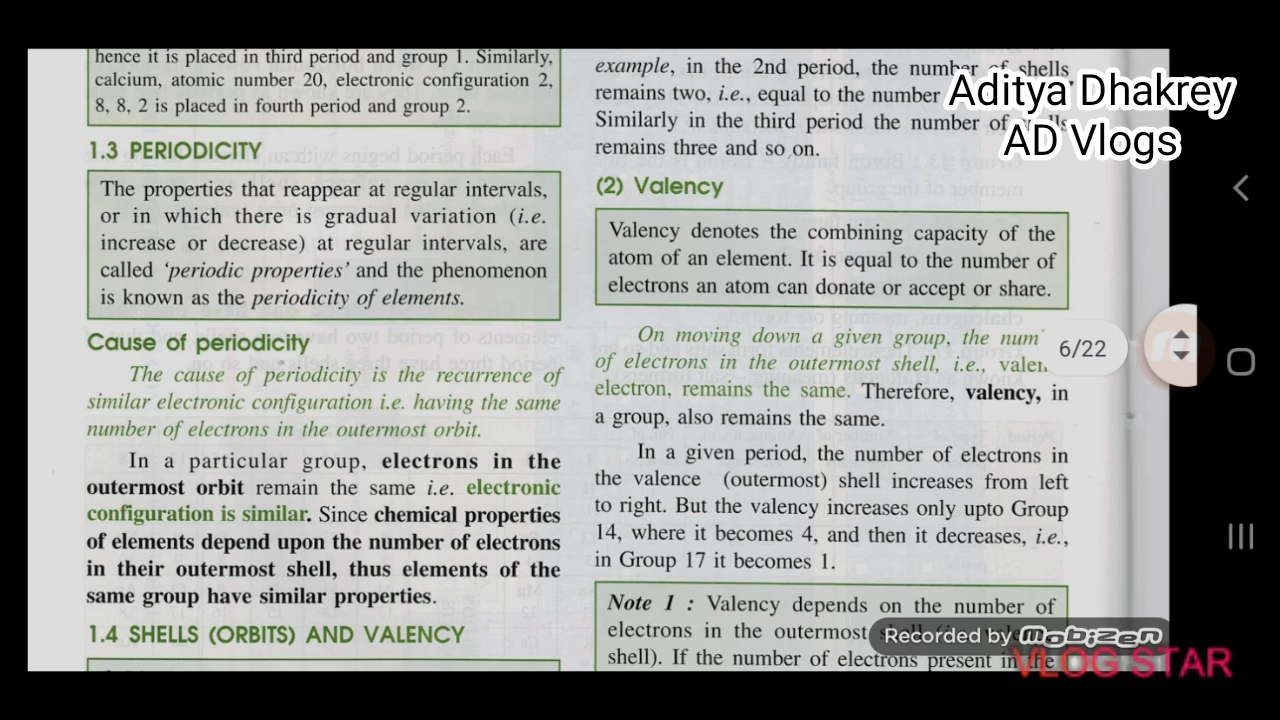 hence it is placed in third period and group 1. Similarly,
calcium, atomic number 20, electronic configuration 2,
8, 8, 2 is placed in fourth period and group 2.
1.3 PERIODICITY
The properties that reappear at regular intervals,
or in which there is gradual variation (i.e.
increase or decrease) at regular intervals, are
called 'periodic properties' and the phenomenon
is known as the periodicity of elements.
Cause of periodicity
The cause of periodicity is the recurrence of
similar electronic configuration i.e. having the same
number of electrons in the outermost orbit.
In a particular group, electrons in the
outermost orbit remain the same i.e. electronic
configuration is similar. Since chemical properties
of elements depend upon the number of electrons
in their outermost shell, thus elements of the
same group have similar properties.
1.4 SHELLS (ORBITS) AND VALENCY
example, in the 2nd period, the number of shells
remains two, i.e., equal to the number
Similarly in the third period the number of
remains three and so on.
(2) Valency
Valency denotes the combining capacity of the
atom of an element. It is equal to the number of
electrons an atom can donate or accept or share.
On moving down a given group, the num
of electrons in the outermost shell, i.e., valen
electron, remains the same. Therefore, valency, in
a group, also remains the same.
In a given period, the number of electrons in
the valence (outermost) shell increases from left
to right. But the valency increases only upto Group
14, where it becomes 4, and then it decreases, i.e.,
in Group 17 it becomes 1.
Note 1 : Valency depends on the number of
electrons in the outermost
shell). If the number of electrons present in the
Aditya Dhakrey
AD Vlogs
6/22
Recorded by Mobizen
VLOG STAR